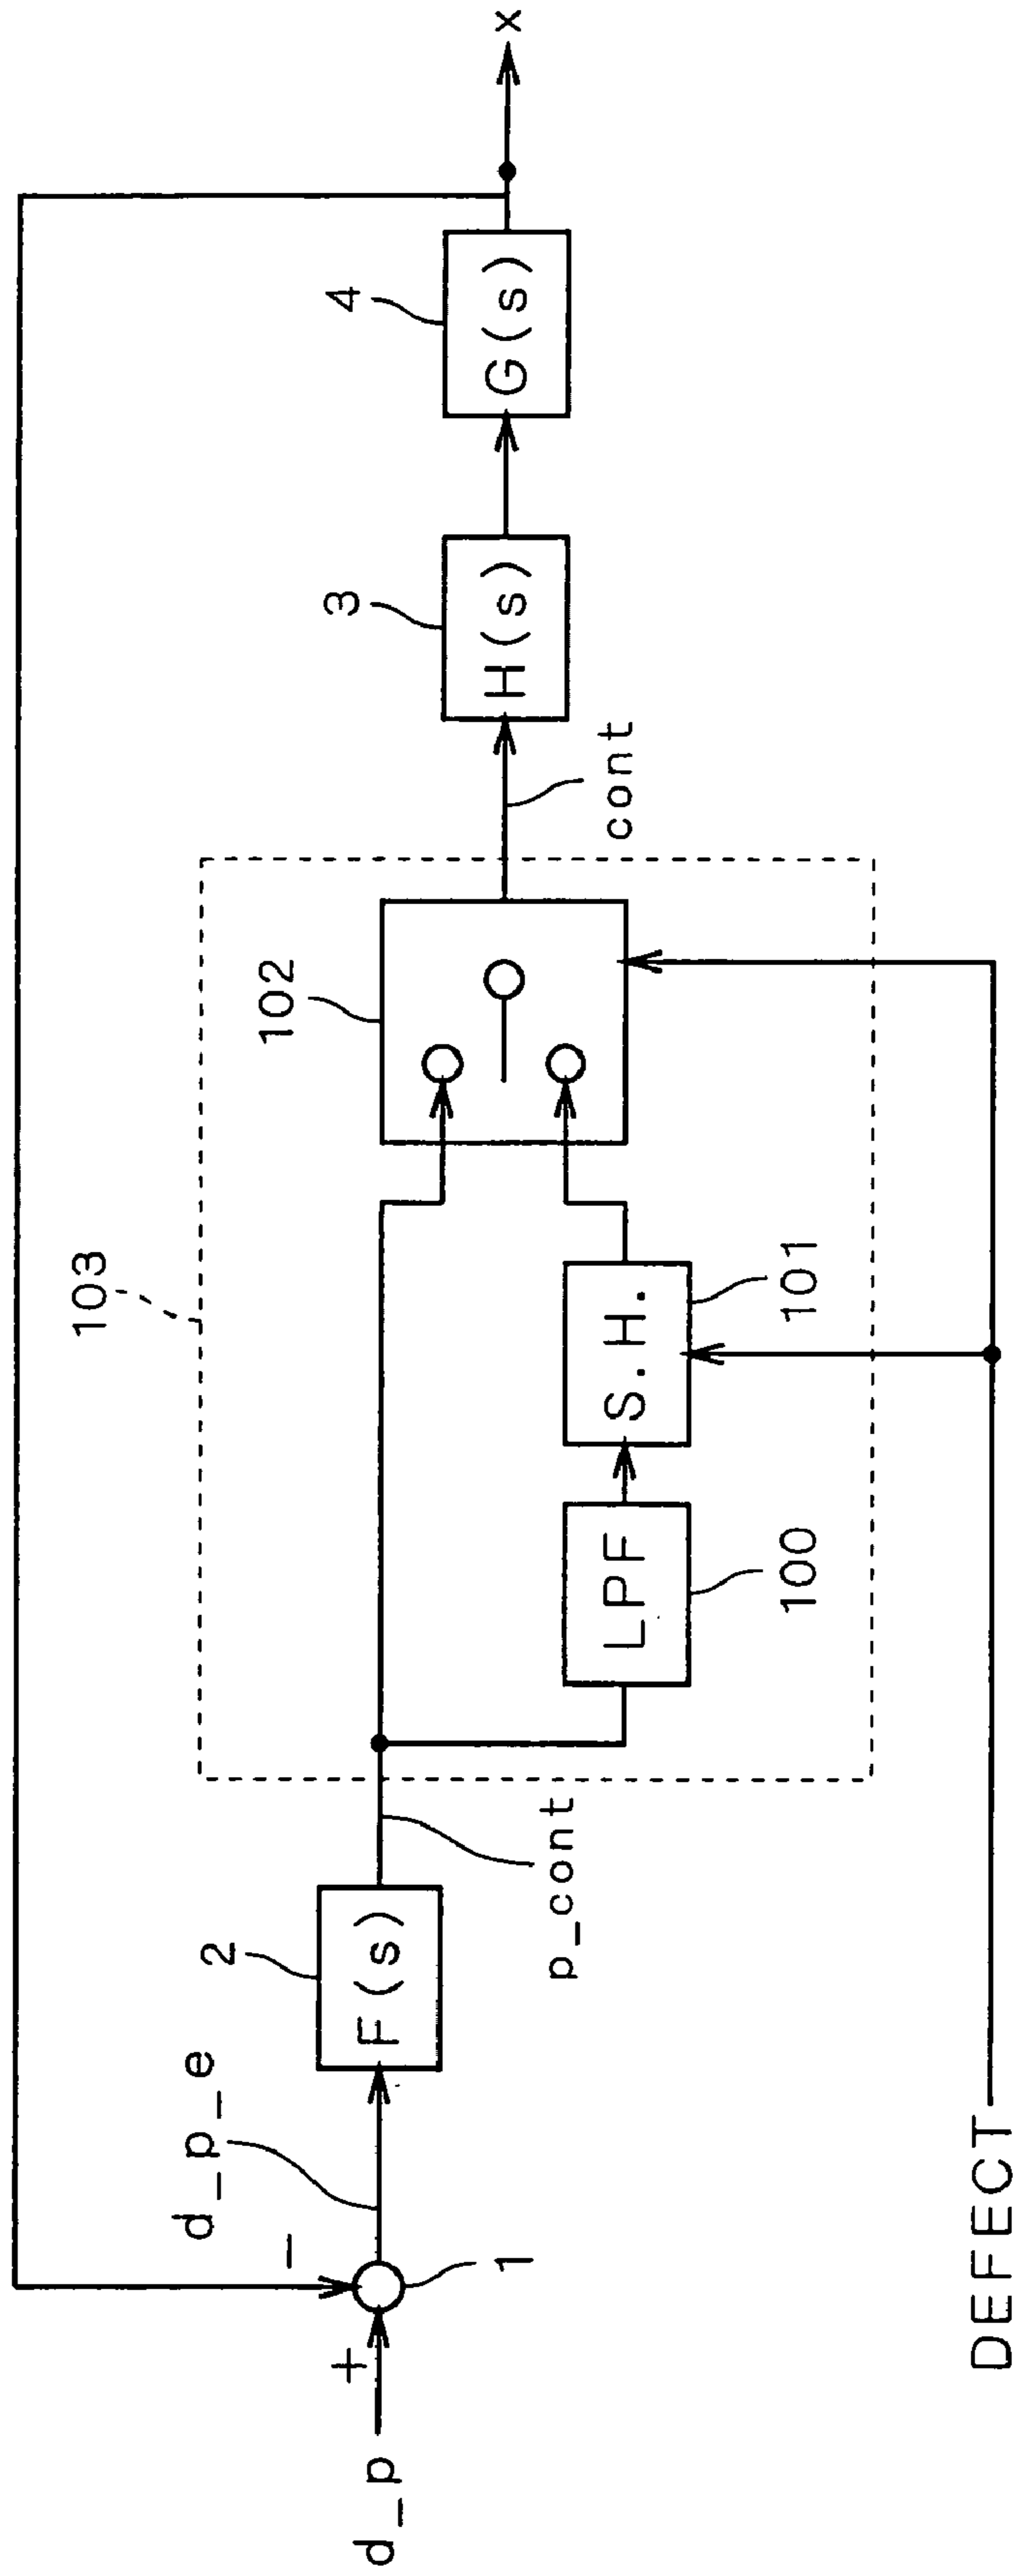 d_p
+
−
1
d_p_e
2
F(s)
p_cont
103
LPF
100
S.H.
101
102
cont
3
H(s)
4
G(s)
x
DEFECT